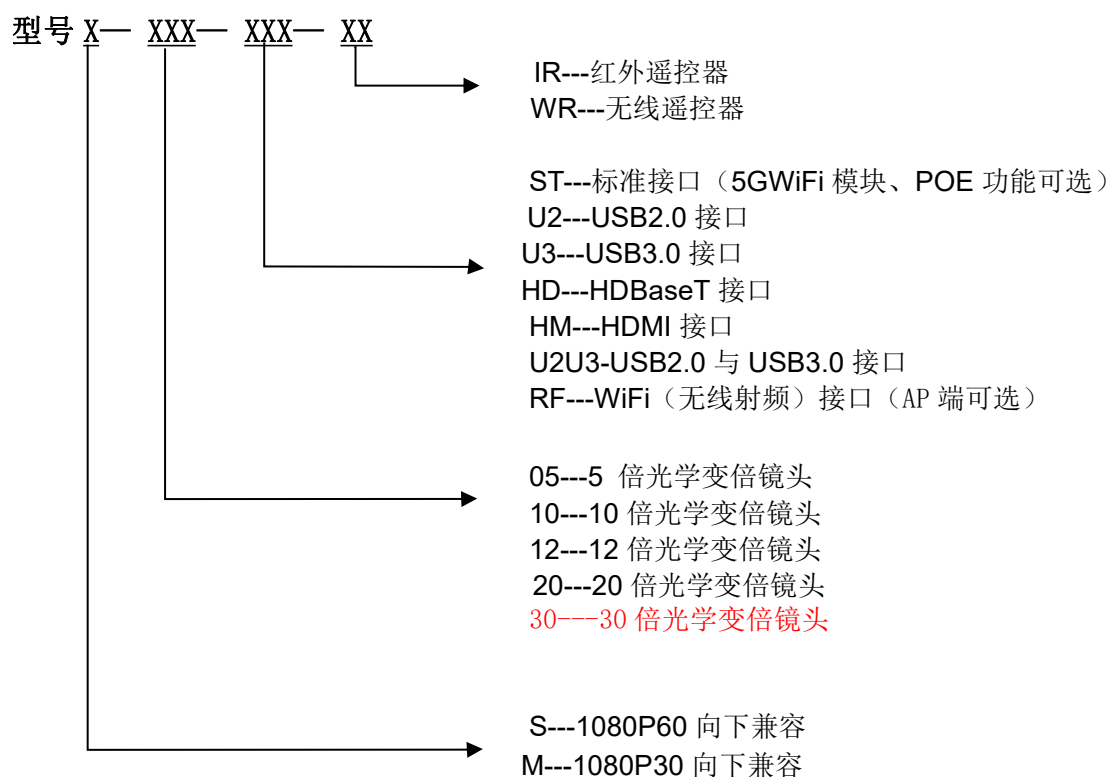 型号 X— XXX— XXX— XX
IR---红外遥控器
WR---无线遥控器
ST---标准接口（5GWiFi 模块、POE 功能可选）
U2---USB2.0 接口
U3---USB3.0 接口
HD---HDBaseT 接口
HM---HDMI 接口
U2U3-USB2.0 与 USB3.0 接口
RF---WiFi（无线射频）接口（AP 端可选）
05---5 倍光学变倍镜头
10---10 倍光学变倍镜头
12---12 倍光学变倍镜头
20---20 倍光学变倍镜头
30---30 倍光学变倍镜头
S---1080P60 向下兼容
M---1080P30 向下兼容